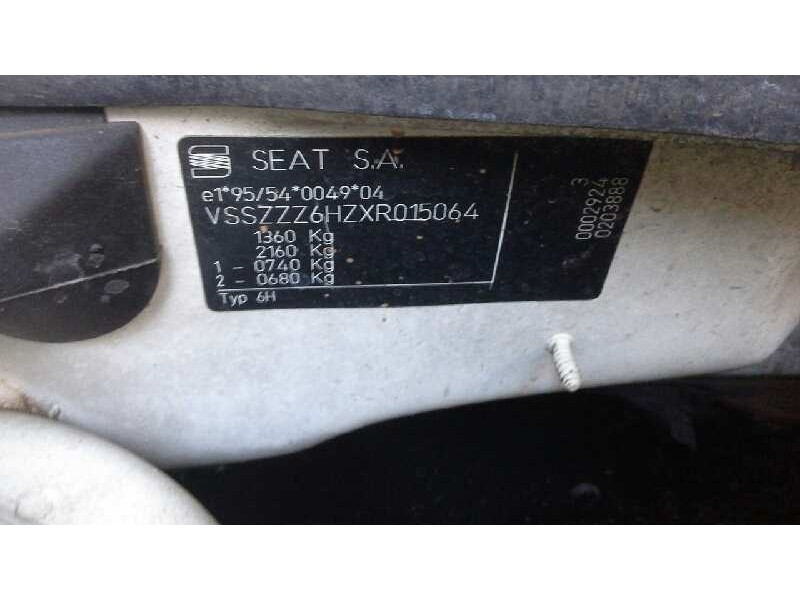 SEAT S.A.
e1*95/54*0049*04
VSSZZZ6HZXR015064
1360 Kg
2160 Kg
1 - 0740 Kg
2 - 0680 Kg
Typ 6H
3
0002924
0203888